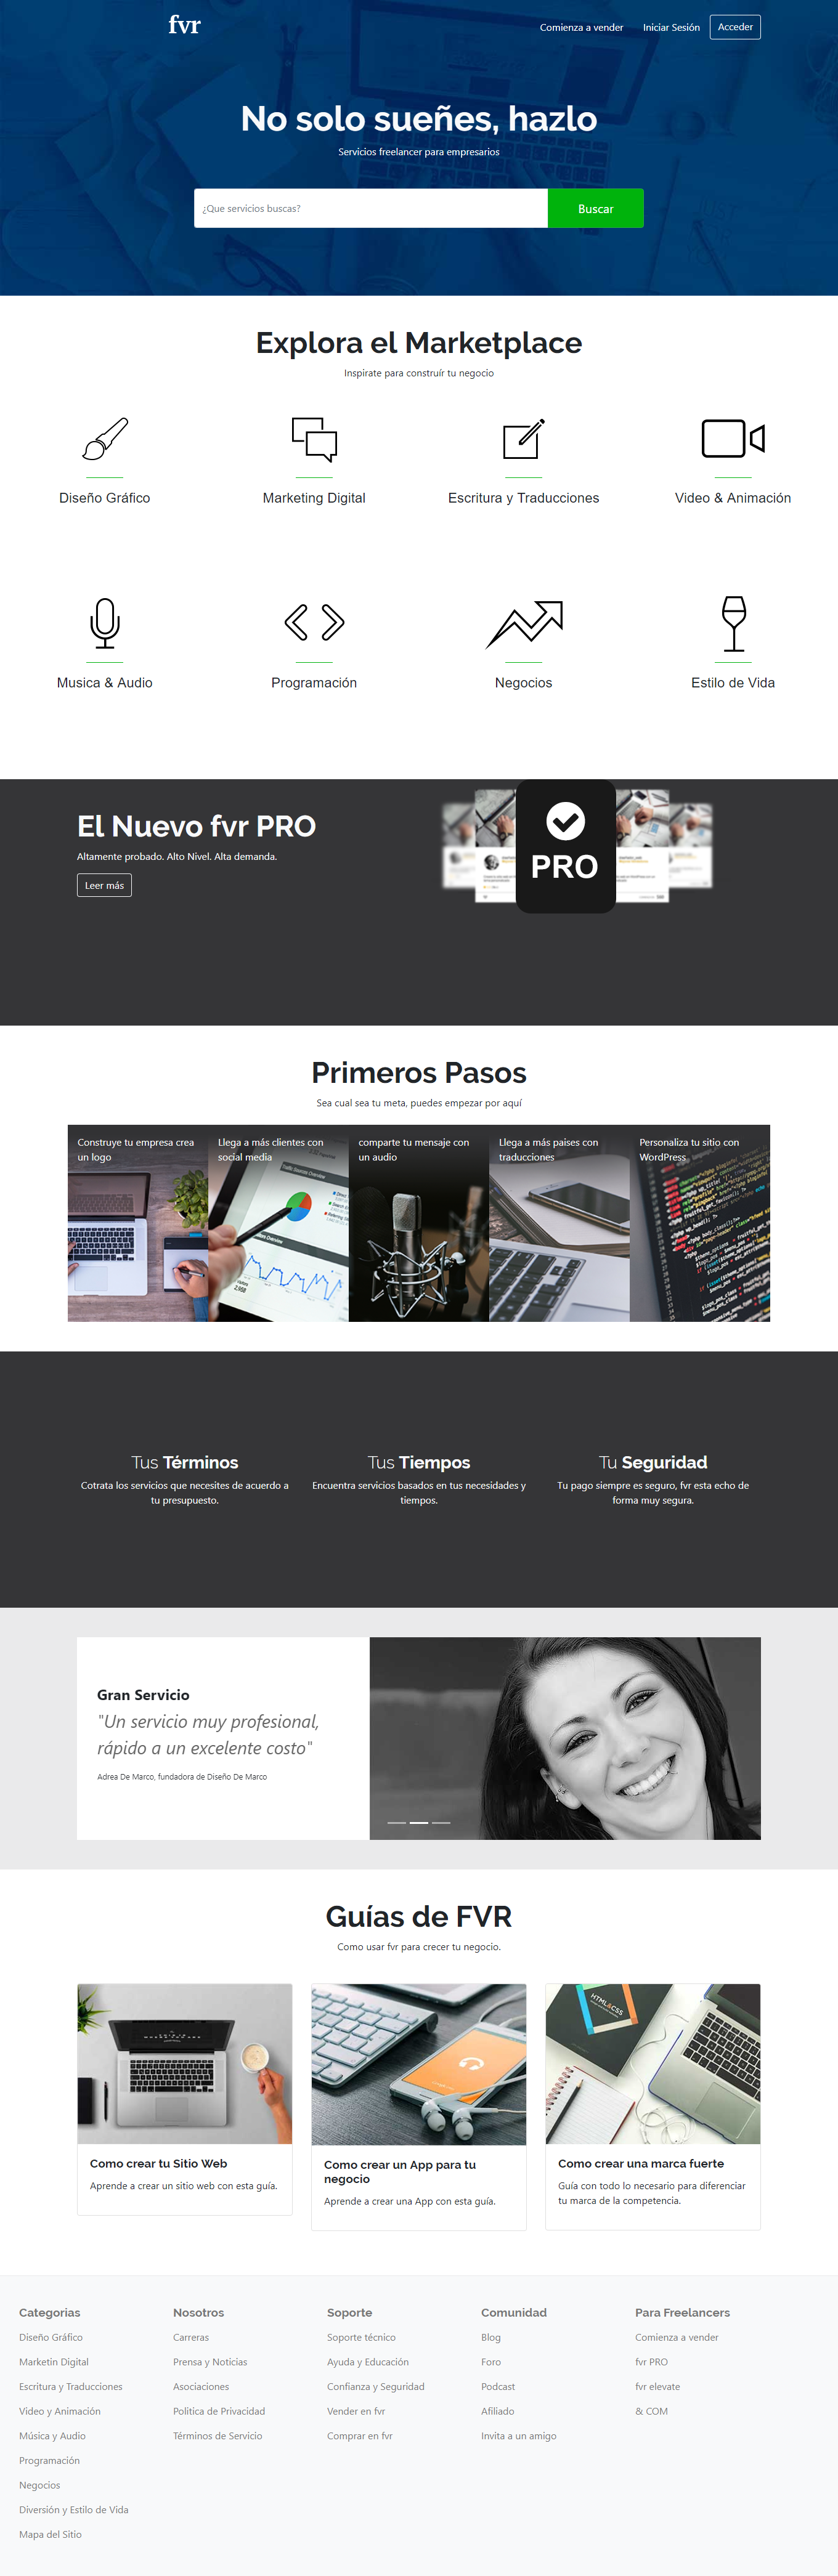 fvr
Comienza a vender
Iniciar Sesión
Acceder
No solo sueñes, hazlo
Servicios freelancer para empresarios
¿Que servicios buscas?
Buscar
Explora el Marketplace
Inspirate para construír tu negocio
Diseño Gráfico
Marketing Digital
Escritura y Traducciones
Video & Animación
Musica & Audio
Programación
Negocios
Estilo de Vida
El Nuevo fvr PRO
Altamente probado. Alto Nivel. Alta demanda.
Leer más
PRO
Primeros Pasos
Sea cual sea tu meta, puedes empezar por aquí
Construye tu empresa crea
un logo
Llega a más clientes con
social media
comparte tu mensaje con
un audio
Llega a más paises con
traducciones
Personaliza tu sitio con
WordPress
Tus Términos
Cotrata los servicios que necesites de acuerdo a
tu presupuesto.
Tus Tiempos
Encuentra servicios basados en tus necesidades y
tiempos.
Tu Seguridad
Tu pago siempre es seguro, fvr esta echo de
forma muy segura.
Gran Servicio
"Un servicio muy profesional,
rápido a un excelente costo"
Adrea De Marco, fundadora de Diseño De Marco
Guías de FVR
Como usar fvr para crecer tu negocio.
HTML&CSS
Como crear tu Sitio Web
Aprende a crear un sitio web con esta guía.
Como crear un App para tu
negocio
Aprende a crear una App con esta guía.
Como crear una marca fuerte
Guía con todo lo necesario para diferenciar
tu marca de la competencia.
Categorias
Diseño Gráfico
Marketin Digital
Escritura y Traducciones
Video y Animación
Música y Audio
Programación
Negocios
Diversión y Estilo de Vida
Mapa del Sitio
Nosotros
Carreras
Prensa y Noticias
Asociaciones
Politica de Privacidad
Términos de Servicio
Soporte
Soporte técnico
Ayuda y Educación
Confianza y Seguridad
Vender en fvr
Comprar en fvr
Comunidad
Blog
Foro
Podcast
Afiliado
Invita a un amigo
Para Freelancers
Comienza a vender
fvr PRO
fvr elevate
& COM